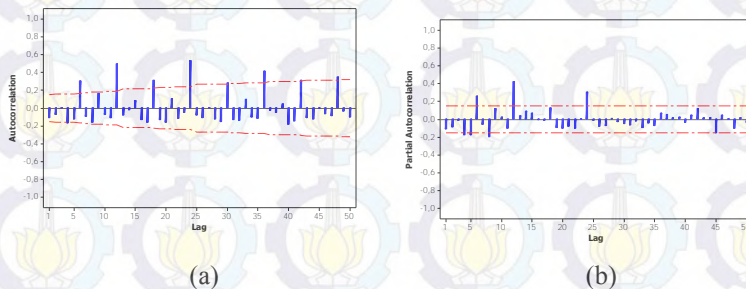 1,0
0,8
0,6
0,4
0,2
0,0
-0,2
-0,4
-0,6
-0,8
-1,0
Autocorrelation
1 5 10 15 20 25 30 35 40 45 50
Lag
(a)
1,0
0,8
0,6
0,4
0,2
0,0
-0,2
-0,4
-0,6
-0,8
-1,0
Partial Autocorrelation
1 5 10 15 20 25 30 35 40 45
Lag
(b)